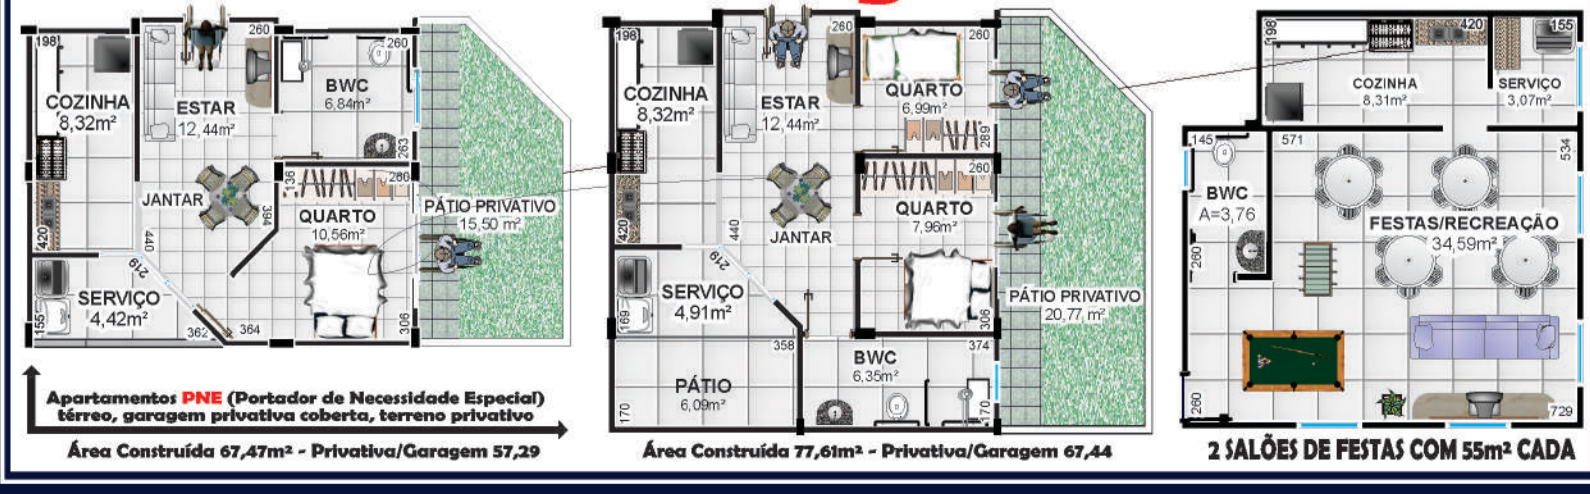 198
260
260
COZINHA
8,32m²
ESTAR
12,44m²
BWC
6,84m²
263
JANTAR
136
280
394
QUARTO
10,56m²
PÁTIO PRIVATIVO
15,50 m²
420
440
219
SERVIÇO
4,42m²
155
362
364
306
Apartamentos PNE (Portador de Necessidade Especial)
térreo, garagem privativa coberta, terreno privativo
Área Construída 67,47m² - Privativa/Garagem 57,29
198
260
260
COZINHA
8,32m²
ESTAR
12,44m²
QUARTO
6,99m²
289
260
JANTAR
QUARTO
7,96m²
420
440
219
SERVIÇO
4,91m²
169
306
PÁTIO PRIVATIVO
20,77 m²
358
374
PÁTIO
6,09m²
BWC
6,35m²
170
170
Área Construída 77,61m² - Privativa/Garagem 67,44
198
420
155
COZINHA
8,31m²
SERVIÇO
3,07m²
145
571
534
BWC
A=3,76
FESTAS/RECREAÇÃO
34,59m²
260
260
729
2 SALÕES DE FESTAS COM 55m² CADA